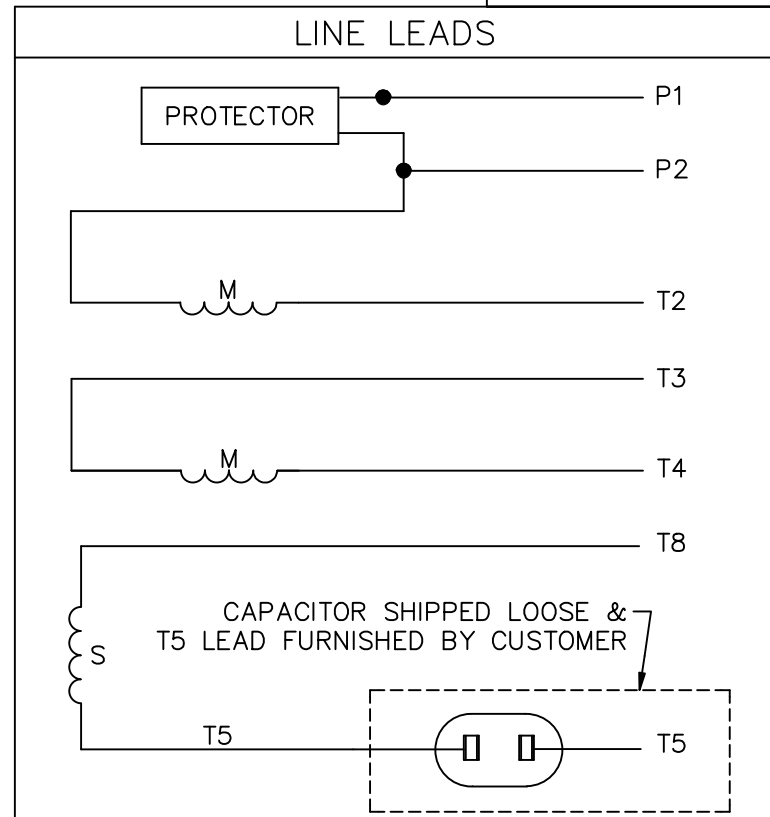 LINE LEADS
PROTECTOR
P1
P2
M
T2
T3
M
T4
T8
CAPACITOR SHIPPED LOOSE &
T5 LEAD FURNISHED BY CUSTOMER
S
T5
T5